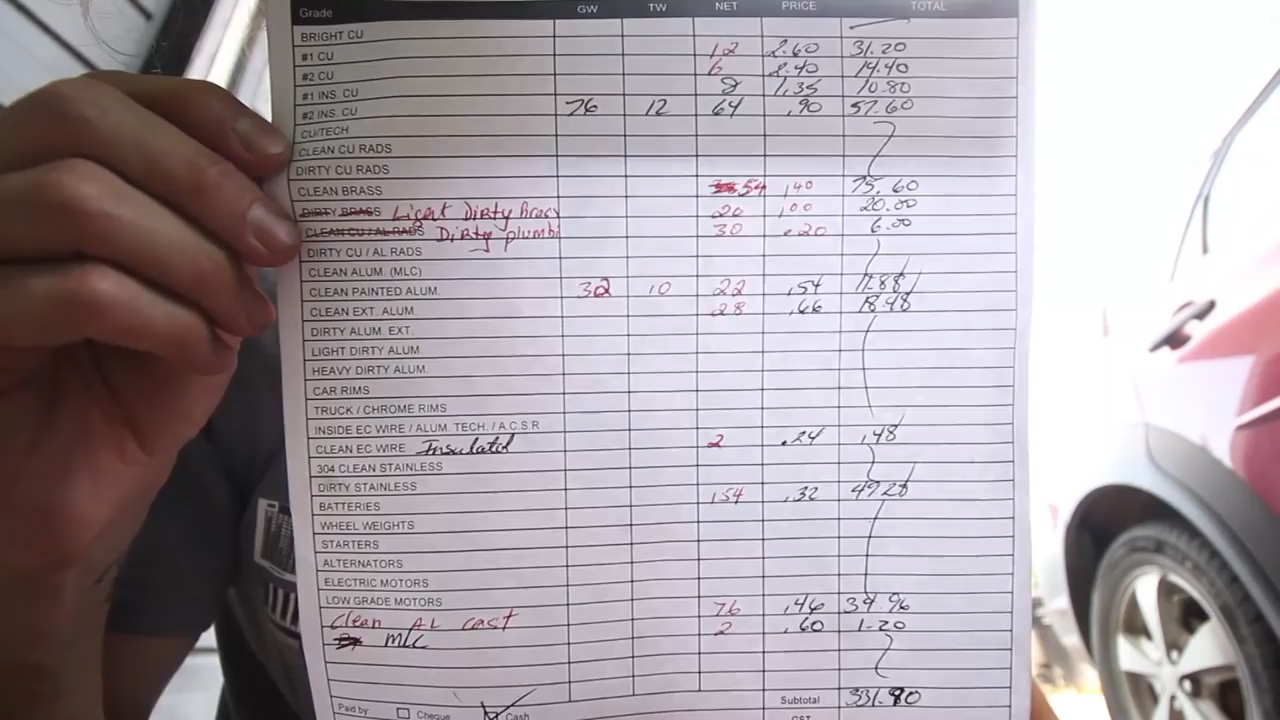 Grade GW TW NET PRICE TOTAL
BRIGHT CU
#1 CU 12 2.60 31.20
#2 CU 6 2.40 14.40
#1 INS. CU 8 1.35 10.80
#2 INS. CU 76 12 64 .90 57.60
CU/TECH
CLEAN CU RADS
DIRTY CU RADS
CLEAN BRASS 54 1.40 75.60
DIRTY BRASS Light Dirty Brass 20 1.00 20.00
CLEAN CU / AL RADS Dirty plumbi 30 .20 6.00
DIRTY CU / AL RADS
CLEAN ALUM. (MLC)
CLEAN PAINTED ALUM. 32 10 22 .54 11.88
CLEAN EXT. ALUM. 28 .66 18.48
DIRTY ALUM. EXT.
LIGHT DIRTY ALUM
HEAVY DIRTY ALUM.
CAR RIMS
TRUCK / CHROME RIMS
INSIDE EC WIRE / ALUM. TECH. / A.C.S.R
CLEAN EC WIRE Insulated 2 .24 .48
304 CLEAN STAINLESS
DIRTY STAINLESS
BATTERIES 154 .32 49.28
WHEEL WEIGHTS
STARTERS
ALTERNATORS
ELECTRIC MOTORS
LOW GRADE MOTORS
Clean AL cast 76 .46 34.96
mlc 2 .60 1.20
Subtotal 331.90
Paid by: Cheque Cash
GST